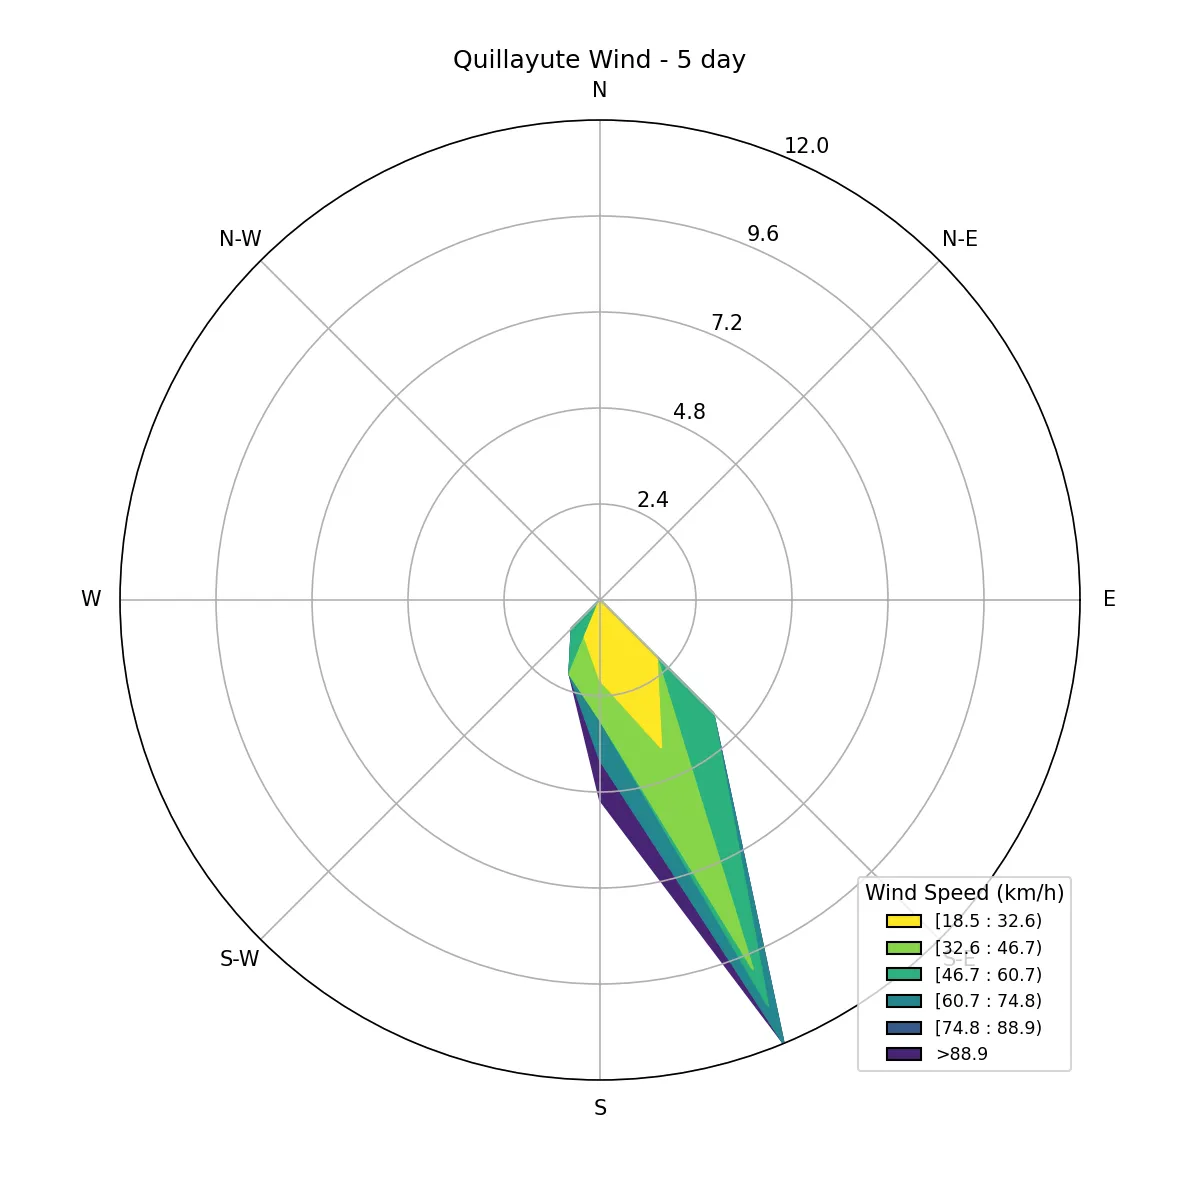 Quillayute Wind - 5 day
N
12.0
N-W
9.6
N-E
7.2
4.8
2.4
W
E
Wind Speed (km/h)
[18.5 : 32.6)
[32.6 : 46.7)
S-W
S-E
[46.7 : 60.7)
[60.7 : 74.8)
[74.8 : 88.9)
>88.9
S